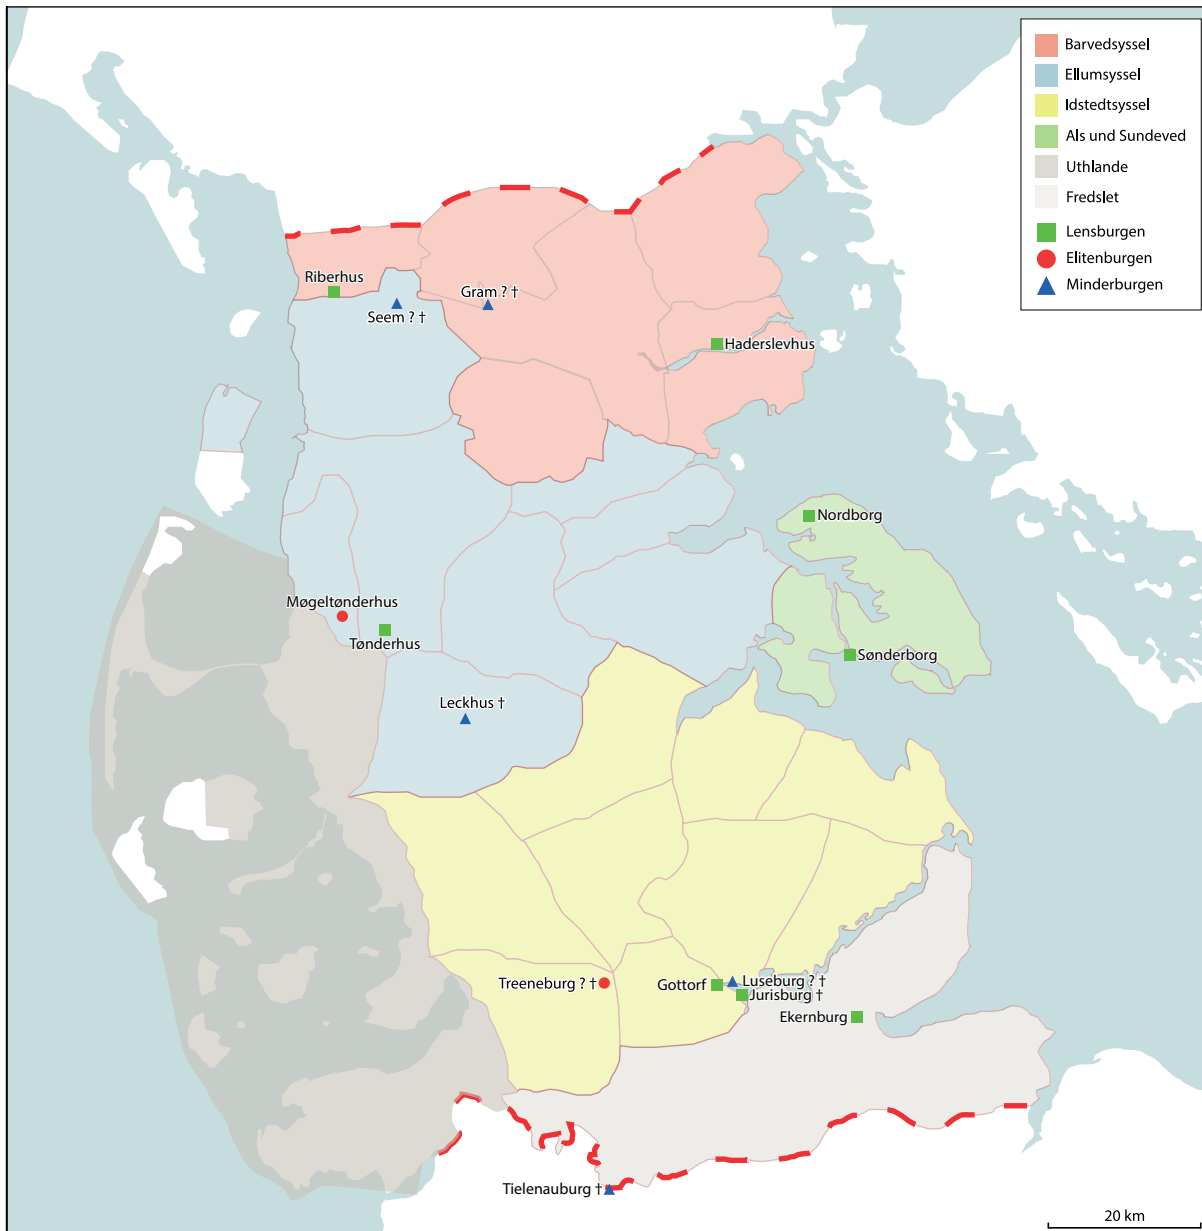 Barvedsyssel
Ellumsyssel
Idstedtsyssel
Als und Sundeved
Uthlande
Fredslet
Lensburgen
Elitenburgen
Minderburgen
Riberhus
Seem ? †
Gram ? †
Haderslevhus
Nordborg
Møgeltønderhus
Tønderhus
Sønderborg
Leckhus †
Treeneburg ? †
Gottorf
Luseburg ? †
Jurisburg †
Ekernburg
Tielenauburg †
20 km